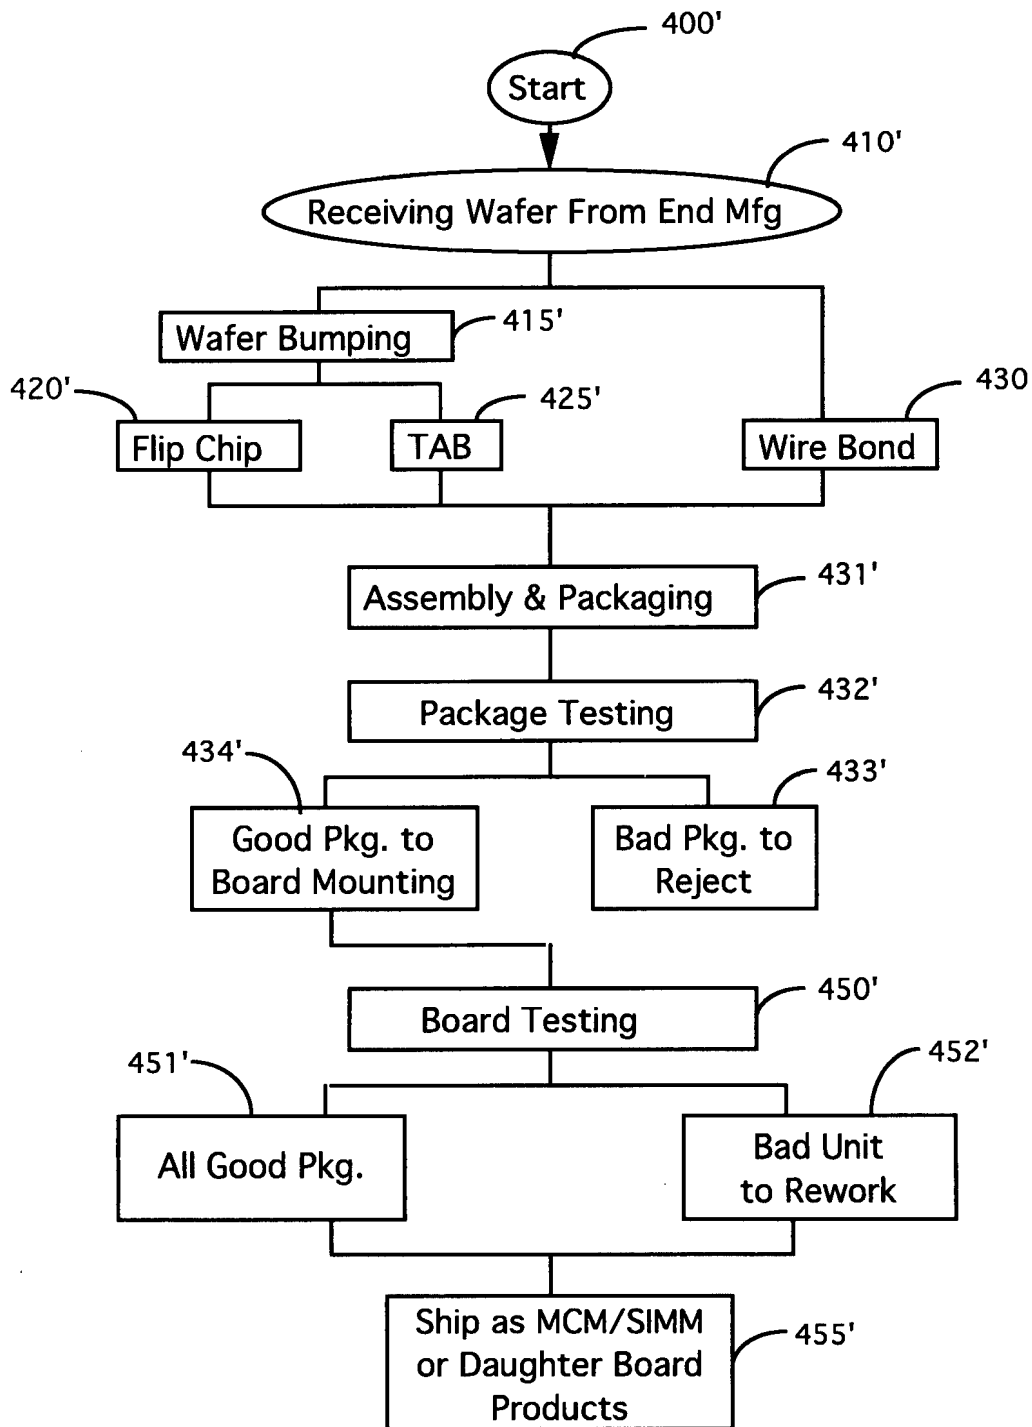 400'
Start
410'
Receiving Wafer From End Mfg
Wafer Bumping
415'
420'
425'
430
Flip Chip
TAB
Wire Bond
Assembly & Packaging
431'
Package Testing
432'
434'
433'
Good Pkg. to
Board Mounting
Bad Pkg. to
Reject
Board Testing
450'
451'
452'
All Good Pkg.
Bad Unit
to Rework
Ship as MCM/SIMM
or Daughter Board
Products
455'